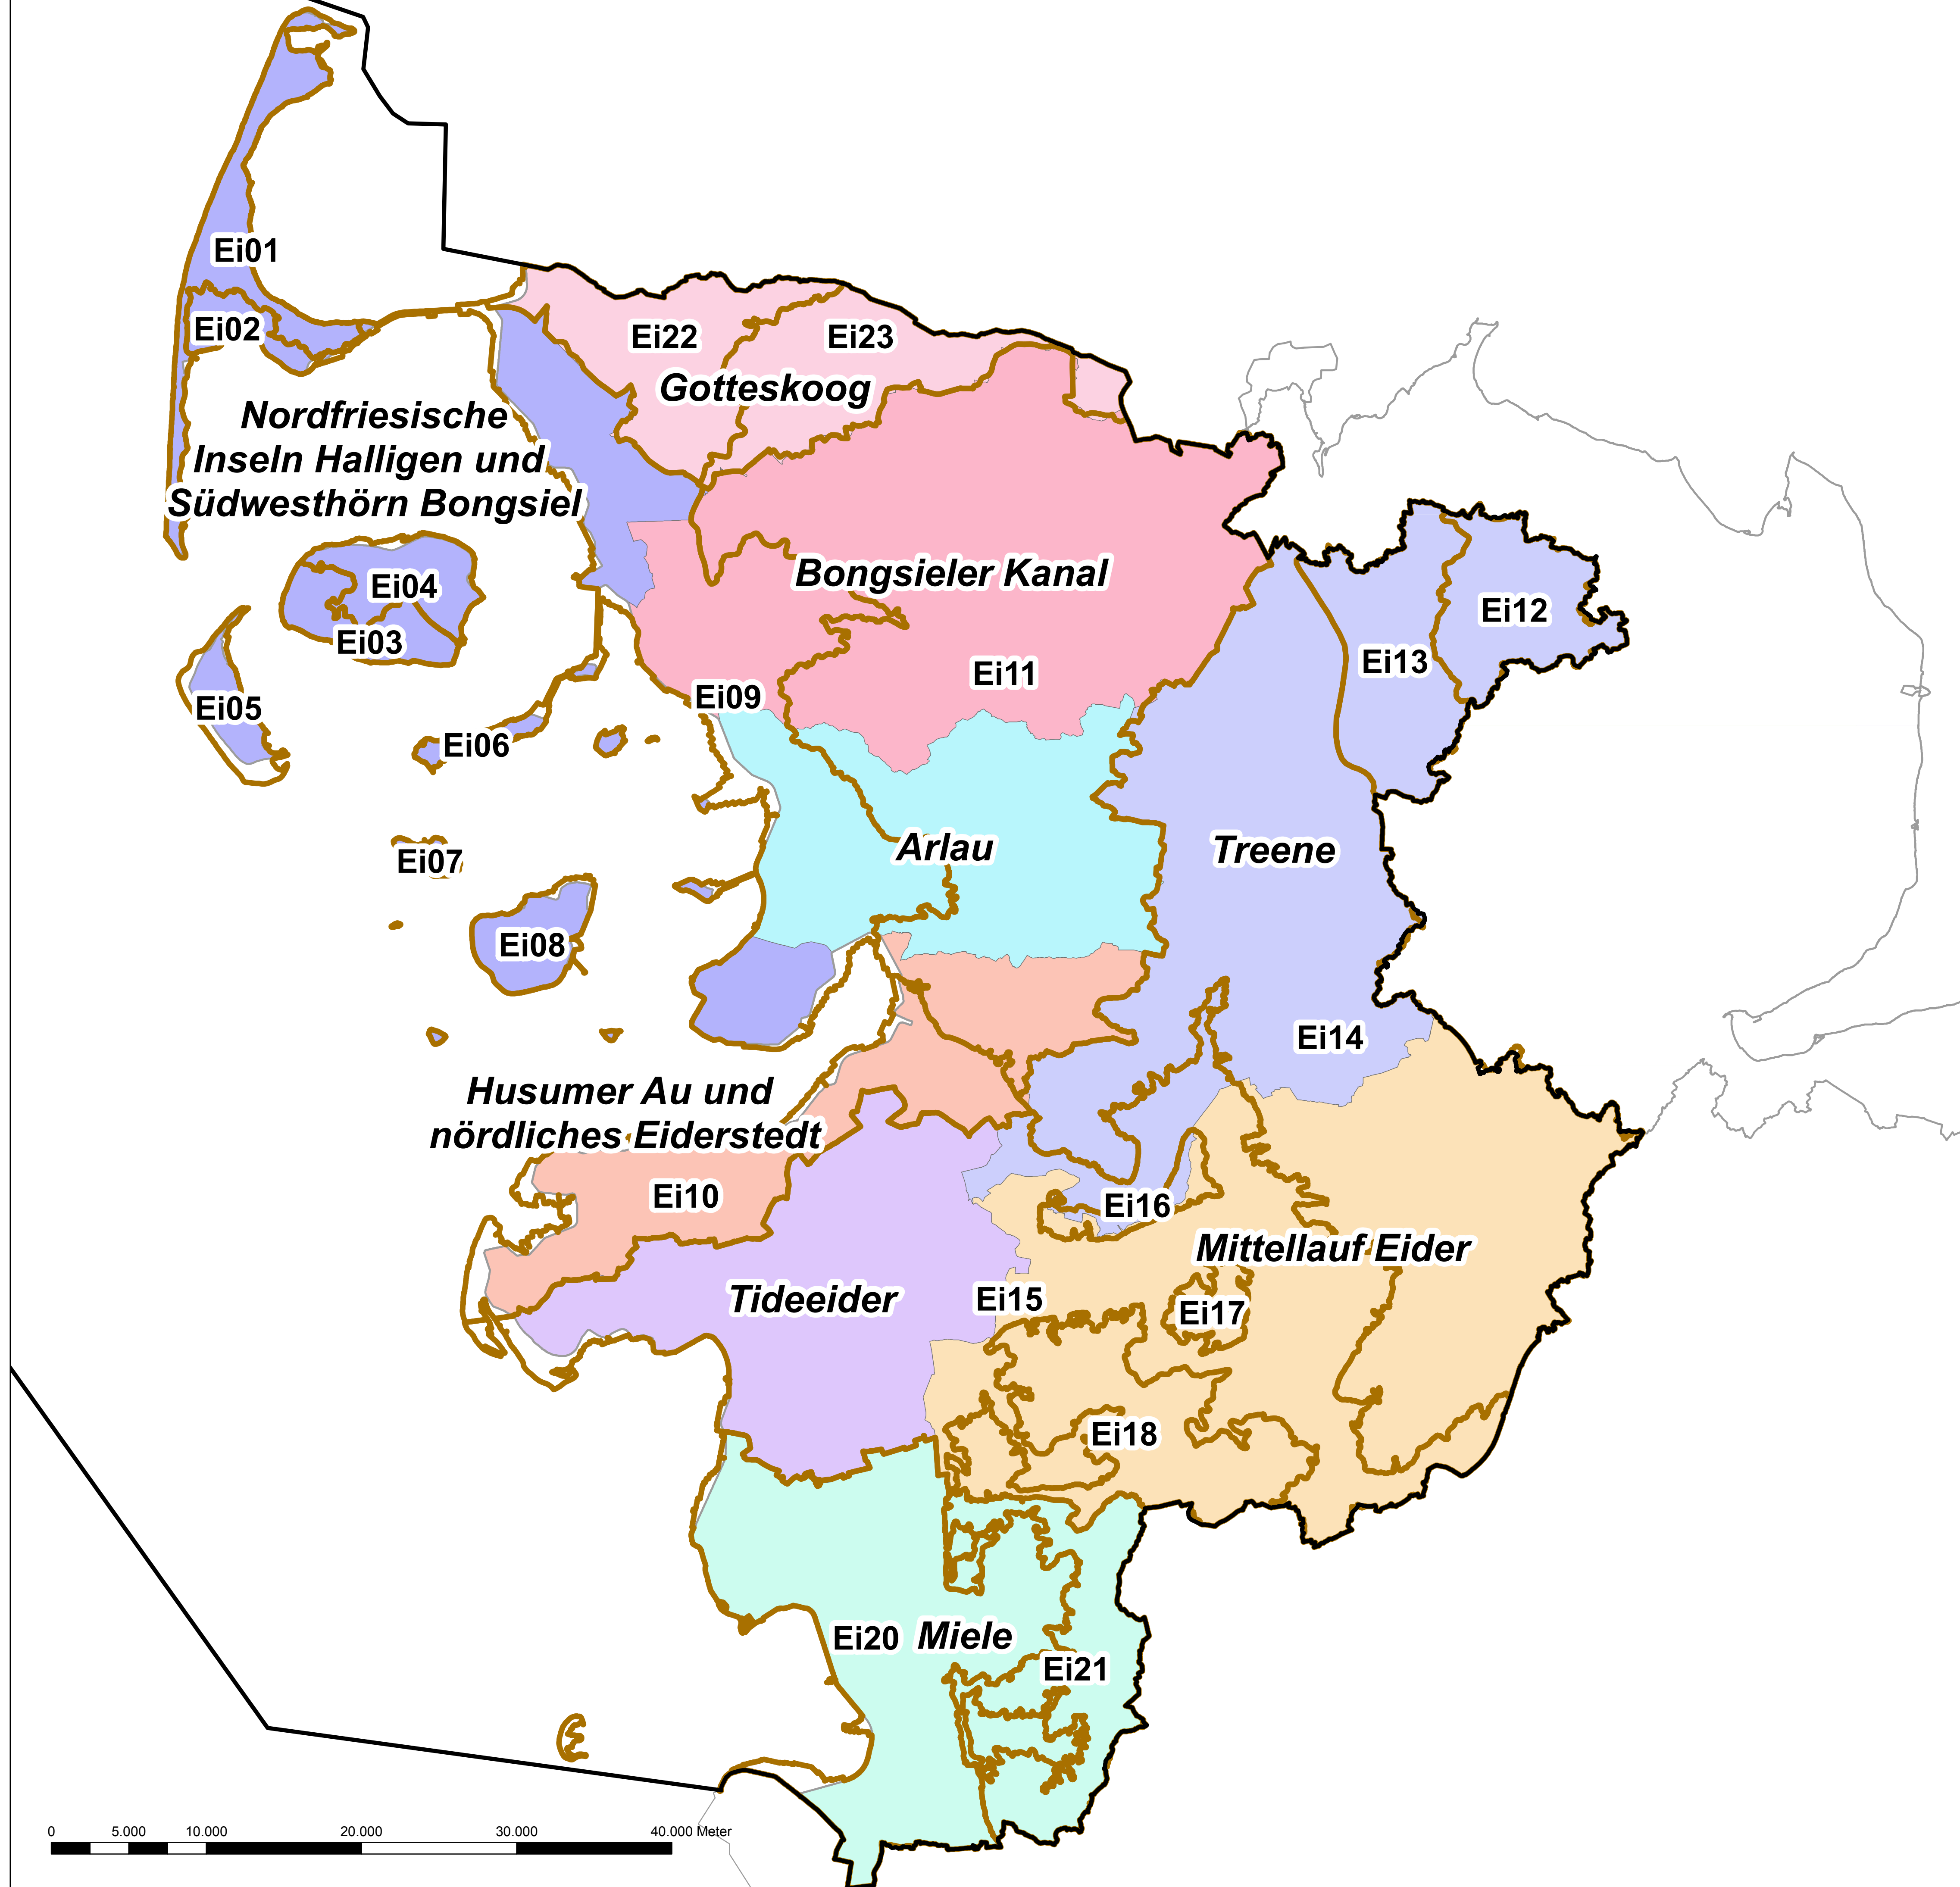 Ei01
Ei02
Ei22
Ei23
Gotteskoog
Nordfriesische
Inseln Halligen und
Südwesthörn Bongsiel
Bongsieler Kanal
Ei04
Ei03
Ei05
Ei06
Ei09
Ei11
Ei13
Ei12
Ei07
Arlau
Treene
Ei08
Ei14
Husumer Au und
nördliches Eiderstedt
Ei10
Ei16
Mittellauf Eider
Tideeider
Ei15
Ei17
Ei18
Ei20
Miele
Ei21
0 5.000 10.000 20.000 30.000 40.000 Meter